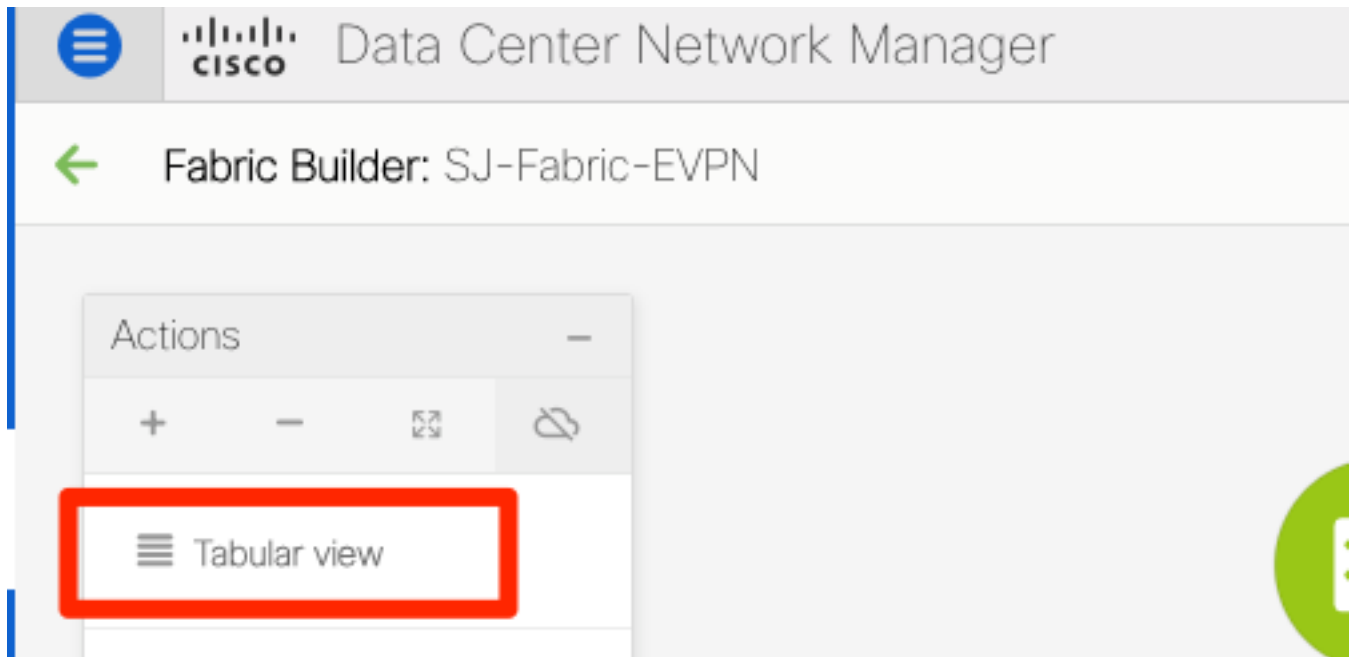 CISCO Data Center Network Manager
Fabric Builder: SJ-Fabric-EVPN
Actions
Tabular view